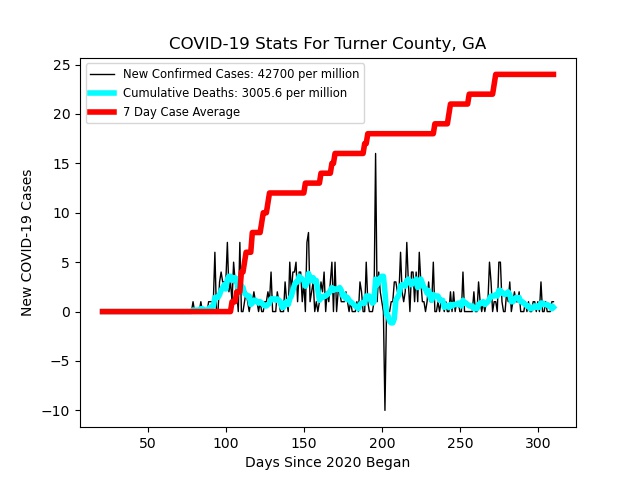 COVID-19 Stats For Turner County, GA
New Confirmed Cases: 42700 per million
Cumulative Deaths: 3005.6 per million
7 Day Case Average
New COVID-19 Cases
25
20
15
10
5
0
−5
−10
50 100 150 200 250 300
Days Since 2020 Began